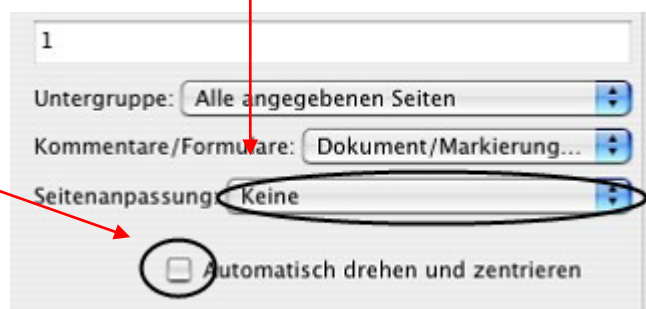 1
Untergruppe: Alle angegebenen Seiten
Kommentare/Formulare: Dokument/Markierung...
Seitenanpassung: Keine
Automatisch drehen und zentrieren